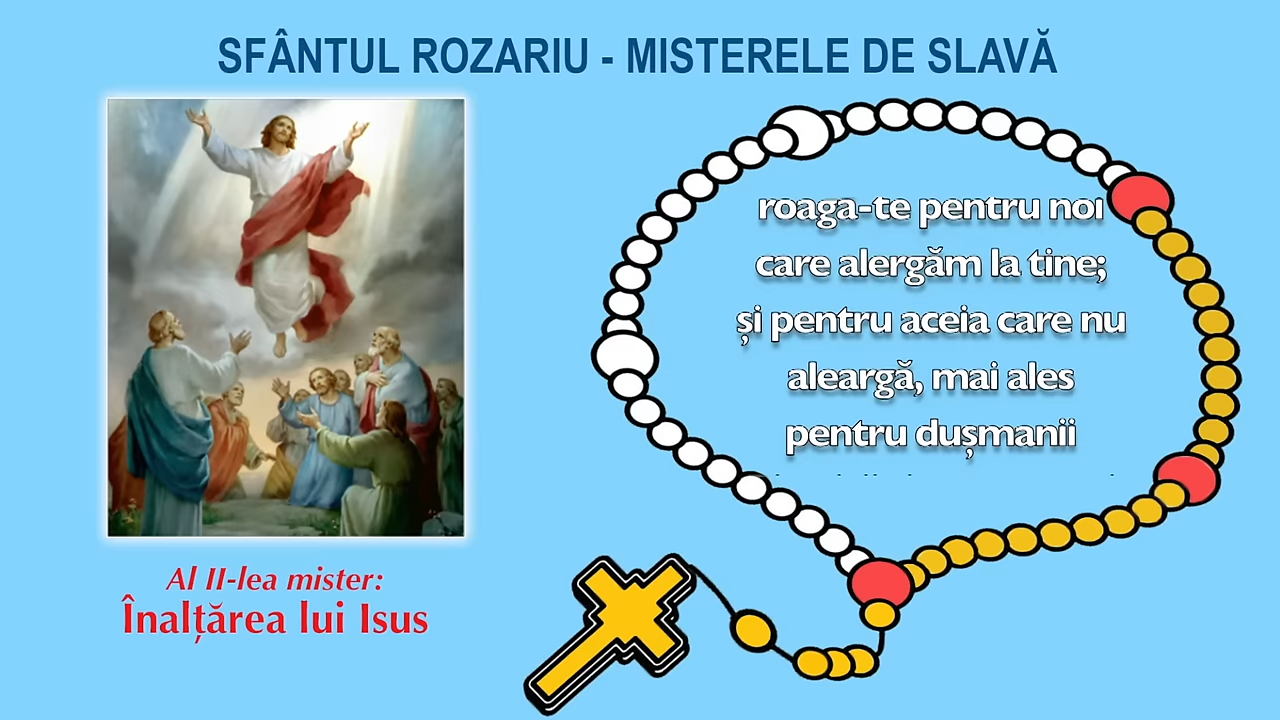 SFÂNTUL ROZARIU - MISTERELE DE SLAVĂ
roaga-te pentru noi
care alergăm la tine;
și pentru aceia care nu
aleargă, mai ales
pentru dușmanii
Al II-lea mister:
Înalțărea lui Isus